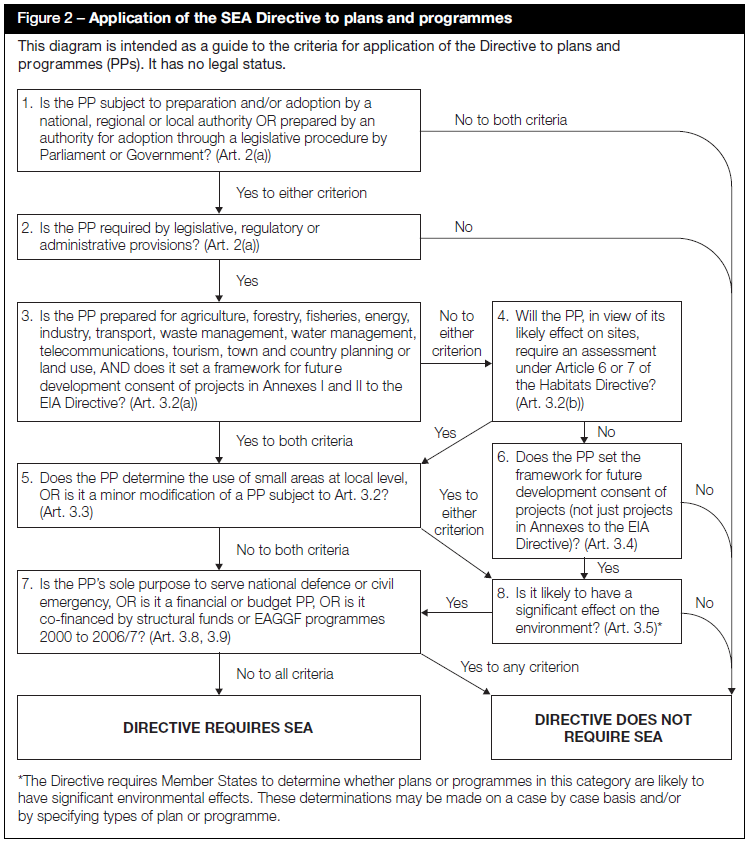 Figure 2 – Application of the SEA Directive to plans and programmes
This diagram is intended as a guide to the criteria for application of the Directive to plans and
programmes (PPs). It has no legal status.
1. Is the PP subject to preparation and/or adoption by a
national, regional or local authority OR prepared by an
authority for adoption through a legislative procedure by
Parliament or Government? (Art. 2(a))
No to both criteria
Yes to either criterion
2. Is the PP required by legislative, regulatory or
administrative provisions? (Art. 2(a))
No
Yes
3. Is the PP prepared for agriculture, forestry, fisheries, energy,
industry, transport, waste management, water management,
telecommunications, tourism, town and country planning or
land use, AND does it set a framework for future
development consent of projects in Annexes I and II to the
EIA Directive? (Art. 3.2(a))
No to
either
criterion
4. Will the PP, in view of its
likely effect on sites,
require an assessment
under Article 6 or 7 of
the Habitats Directive?
(Art. 3.2(b))
Yes to both criteria
Yes
No
5. Does the PP determine the use of small areas at local level,
OR is it a minor modification of a PP subject to Art. 3.2?
(Art. 3.3)
Yes to
either
criterion
6. Does the PP set the
framework for future
development consent of
projects (not just projects
in Annexes to the EIA
Directive)? (Art. 3.4)
No
No to both criteria
Yes
7. Is the PP's sole purpose to serve national defence or civil
emergency, OR is it a financial or budget PP, OR is it
co-financed by structural funds or EAGGF programmes
2000 to 2006/7? (Art. 3.8, 3.9)
Yes
8. Is it likely to have a
significant effect on the
environment? (Art. 3.5)*
No
No to all criteria
Yes to any criterion
DIRECTIVE REQUIRES SEA
DIRECTIVE DOES NOT
REQUIRE SEA
*The Directive requires Member States to determine whether plans or programmes in this category are likely to
have significant environmental effects. These determinations may be made on a case by case basis and/or
by specifying types of plan or programme.